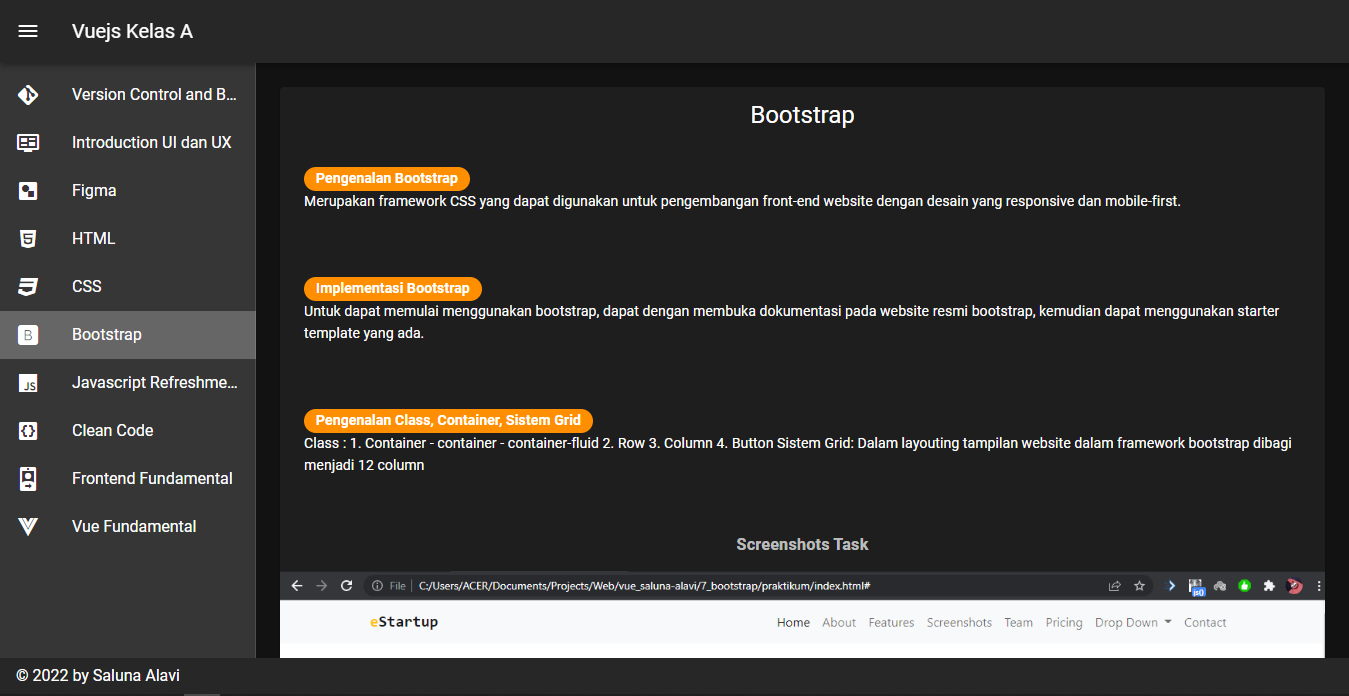 Vuejs Kelas A
Version Control and B...
Introduction UI dan UX
Figma
HTML
CSS
Bootstrap
Javascript Refreshme...
Clean Code
Frontend Fundamental
Vue Fundamental
Bootstrap
Pengenalan Bootstrap
Merupakan framework CSS yang dapat digunakan untuk pengembangan front-end website dengan desain yang responsive dan mobile-first.
Implementasi Bootstrap
Untuk dapat memulai menggunakan bootstrap, dapat dengan membuka dokumentasi pada website resmi bootstrap, kemudian dapat menggunakan starter
template yang ada.
Pengenalan Class, Container, Sistem Grid
Class : 1. Container - container - container-fluid 2. Row 3. Column 4. Button Sistem Grid: Dalam layouting tampilan website dalam framework bootstrap dibagi
menjadi 12 column
Screenshots Task
File | C:/Users/ACER/Documents/Projects/Web/vue_saluna-alavi/7_bootstrap/praktikum/index.html#
eStartup Home About Features Screenshots Team Pricing Drop Down Contact
© 2022 by Saluna Alavi